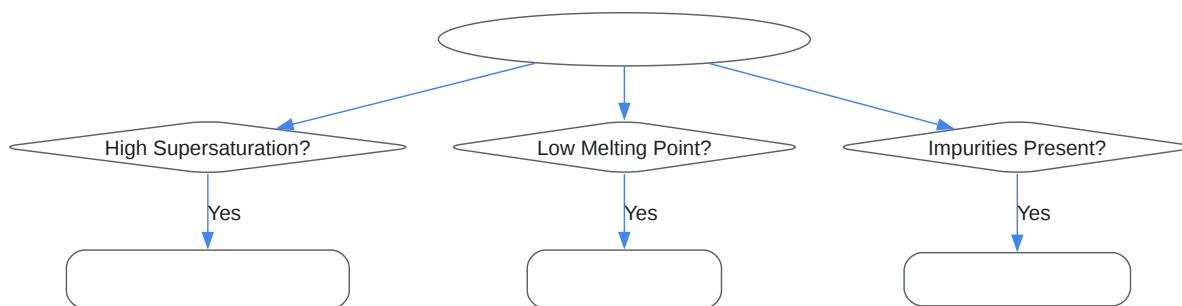 High Supersaturation?
Low Melting Point?
Impurities Present?
Yes
Yes
Yes